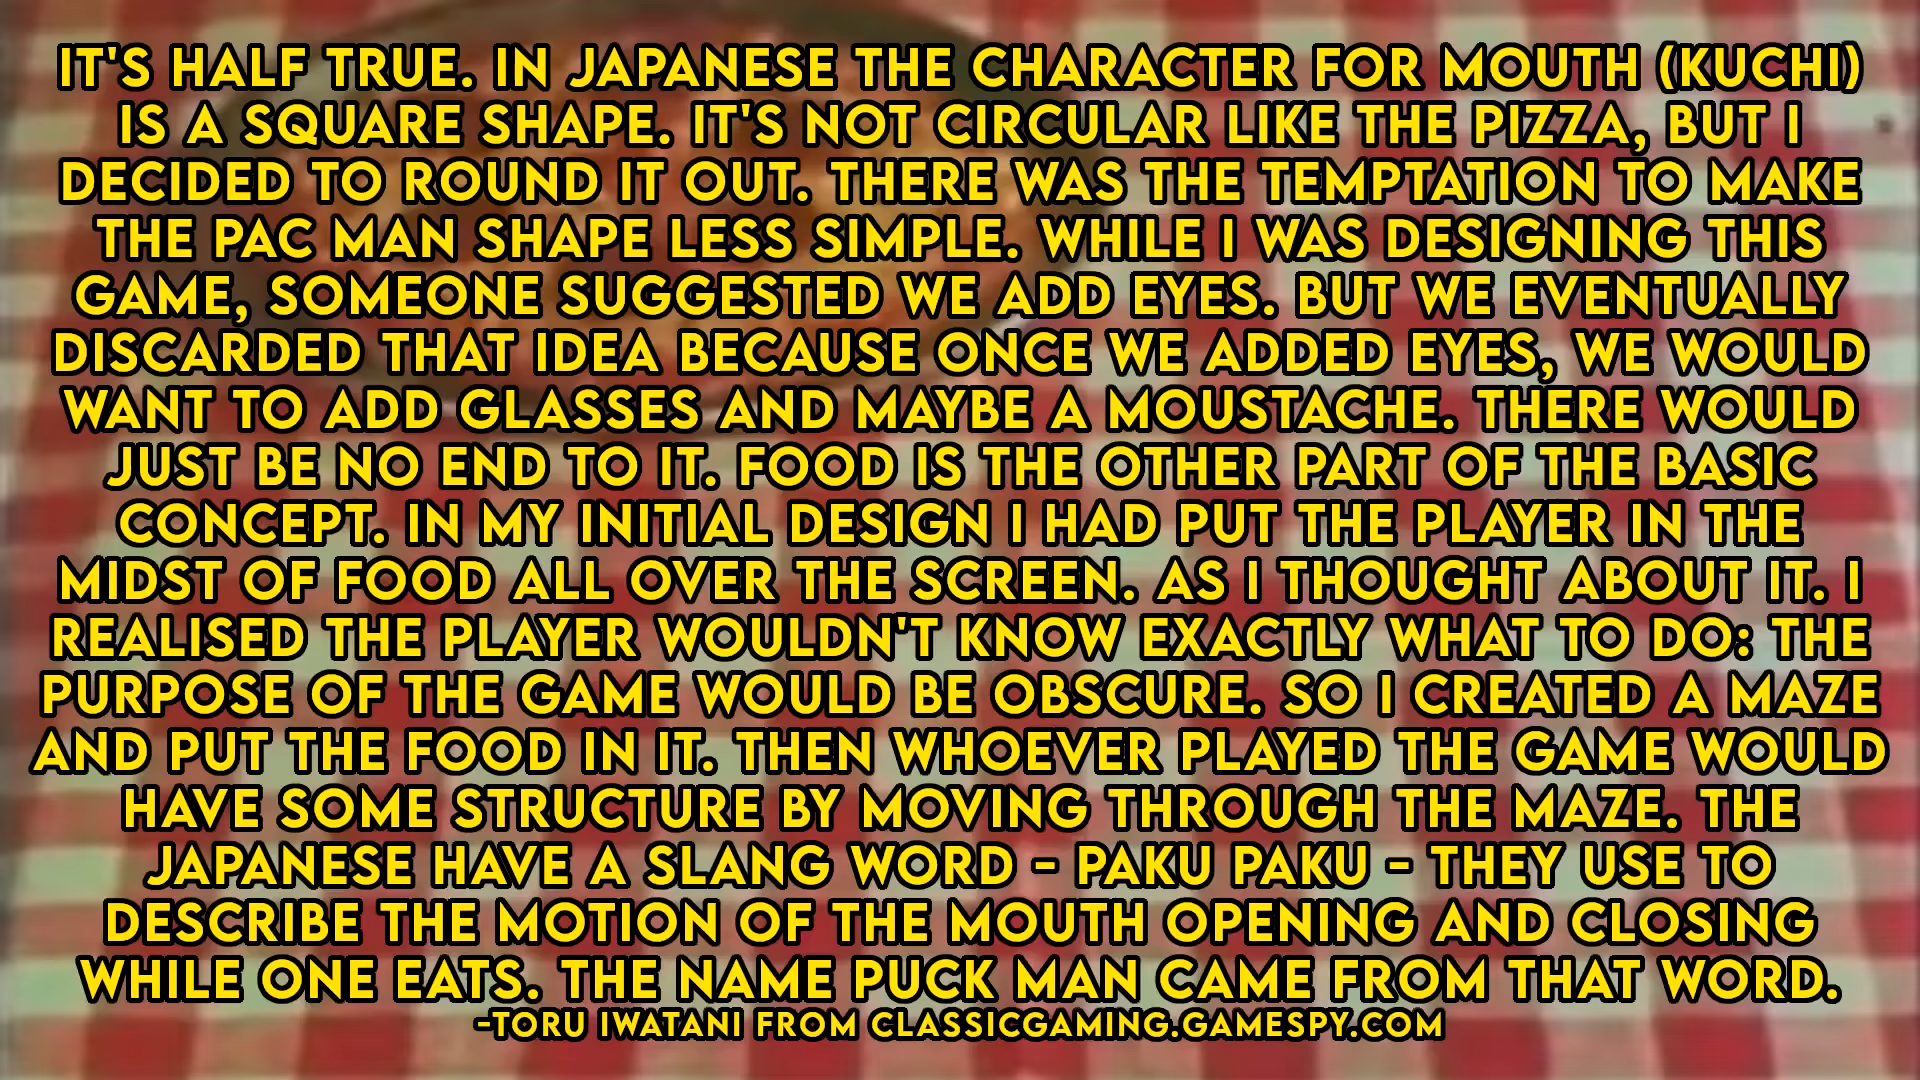 IT'S HALF TRUE. IN JAPANESE THE CHARACTER FOR MOUTH (KUCHI)
IS A SQUARE SHAPE. IT'S NOT CIRCULAR LIKE THE PIZZA, BUT I
DECIDED TO ROUND IT OUT. THERE WAS THE TEMPTATION TO MAKE
THE PAC MAN SHAPE LESS SIMPLE. WHILE I WAS DESIGNING THIS
GAME, SOMEONE SUGGESTED WE ADD EYES. BUT WE EVENTUALLY
DISCARDED THAT IDEA BECAUSE ONCE WE ADDED EYES, WE WOULD
WANT TO ADD GLASSES AND MAYBE A MOUSTACHE. THERE WOULD
JUST BE NO END TO IT. FOOD IS THE OTHER PART OF THE BASIC
CONCEPT. IN MY INITIAL DESIGN I HAD PUT THE PLAYER IN THE
MIDST OF FOOD ALL OVER THE SCREEN. AS I THOUGHT ABOUT IT. I
REALISED THE PLAYER WOULDN'T KNOW EXACTLY WHAT TO DO: THE
PURPOSE OF THE GAME WOULD BE OBSCURE. SO I CREATED A MAZE
AND PUT THE FOOD IN IT. THEN WHOEVER PLAYED THE GAME WOULD
HAVE SOME STRUCTURE BY MOVING THROUGH THE MAZE. THE
JAPANESE HAVE A SLANG WORD - PAKU PAKU - THEY USE TO
DESCRIBE THE MOTION OF THE MOUTH OPENING AND CLOSING
WHILE ONE EATS. THE NAME PUCK MAN CAME FROM THAT WORD.
-TORU IWATANI FROM CLASSICGAMING.GAMESPY.COM